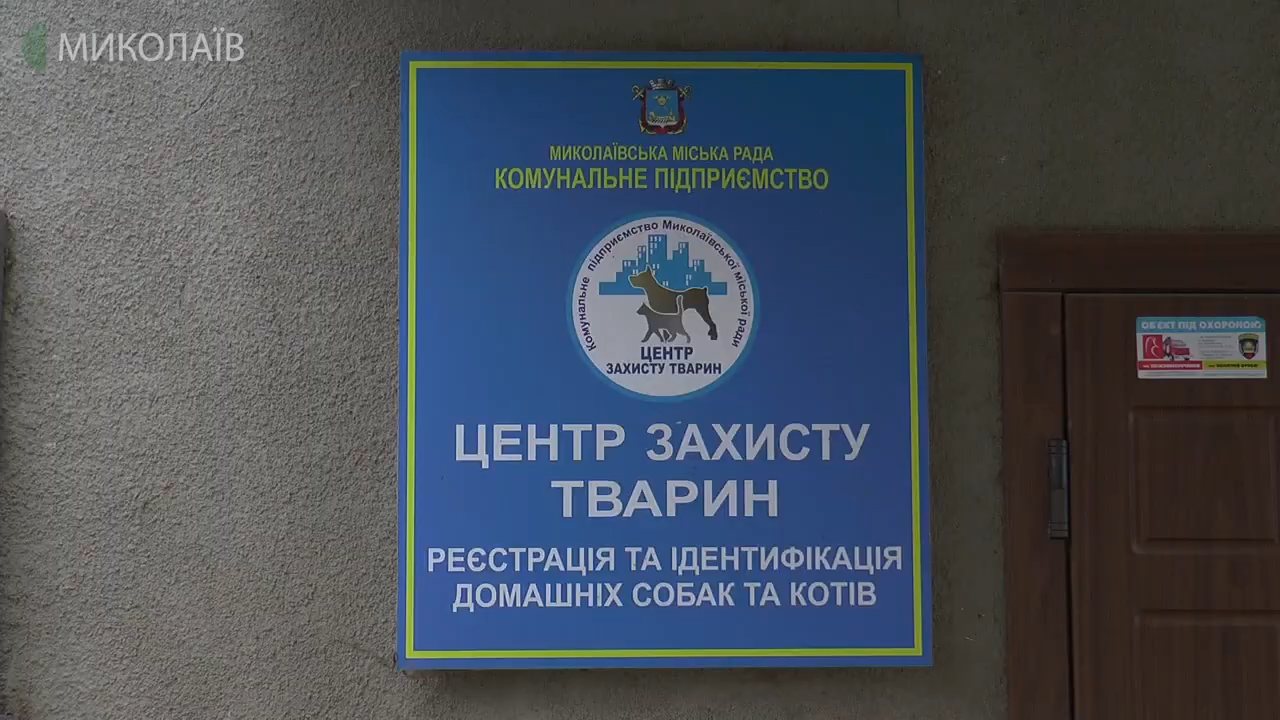 МИКОЛАЇВ
МИКОЛАЇВСЬКА МІСЬКА РАДА
КОМУНАЛЬНЕ ПІДПРИЄМСТВО
Комунальне підприємство Миколаївської міської ради
ЦЕНТР
ЗАХИСТУ ТВАРИН
ЦЕНТР ЗАХИСТУ
ТВАРИН
РЕЄСТРАЦІЯ ТА ІДЕНТИФІКАЦІЯ
ДОМАШНІХ СОБАК ТА КОТІВ
ОБ'ЄКТ ПІД ОХОРОНОЮ